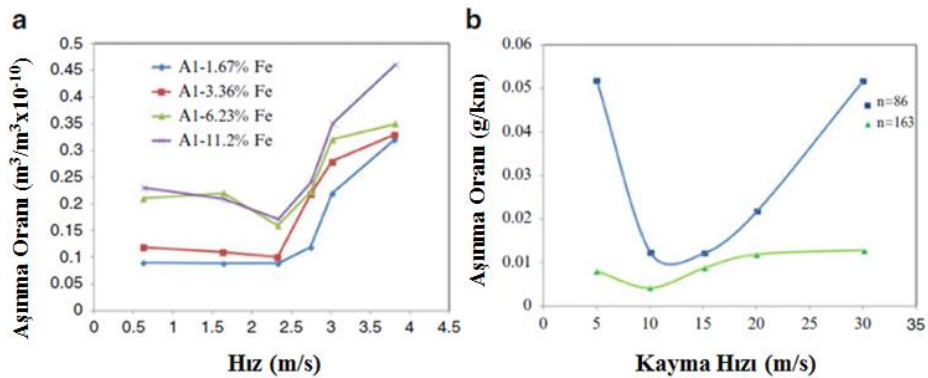 a
0.5
0.45
0.4
0.35
0.3
0.25
0.2
0.15
0.1
0.05
0
0 0.5 1 1.5 2 2.5 3 3.5 4 4.5
Aşınma Oranı (m³/m³x10⁻¹⁰)
Hız (m/s)
A1-1.67% Fe
A1-3.36% Fe
A1-6.23% Fe
A1-11.2% Fe
b
0.06
0.05
0.04
0.03
0.02
0.01
0
0 5 10 15 20 25 30 35
Aşınma Oranı (g/km)
Kayma Hızı (m/s)
n=86
n=163